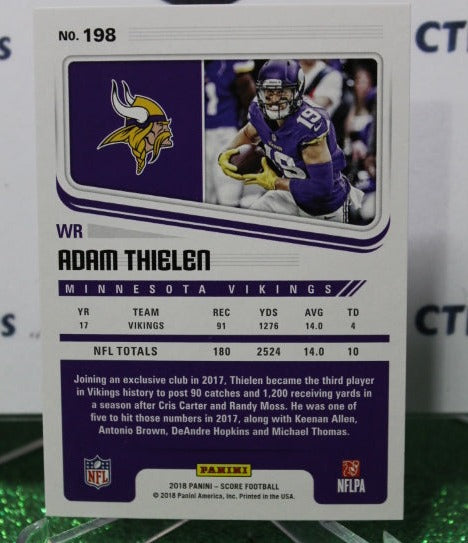 NO. 198
19
WR
ADAM THIELEN
MINNESOTA VIKINGS
YR TEAM REC YDS AVG TD
17 VIKINGS 91 1276 14.0 4
NFL TOTALS 180 2524 14.0 10
Joining an exclusive club in 2017, Thielen became the third player
in Vikings history to post 90 catches and 1,200 receiving yards in
a season after Cris Carter and Randy Moss. He was one of
five to hit those numbers in 2017, along with Keenan Allen,
Antonio Brown, DeAndre Hopkins and Michael Thomas.
NFL
PANINI
NFLPA
2018 PANINI – SCORE FOOTBALL
© 2018 Panini America, Inc. Printed in the USA.